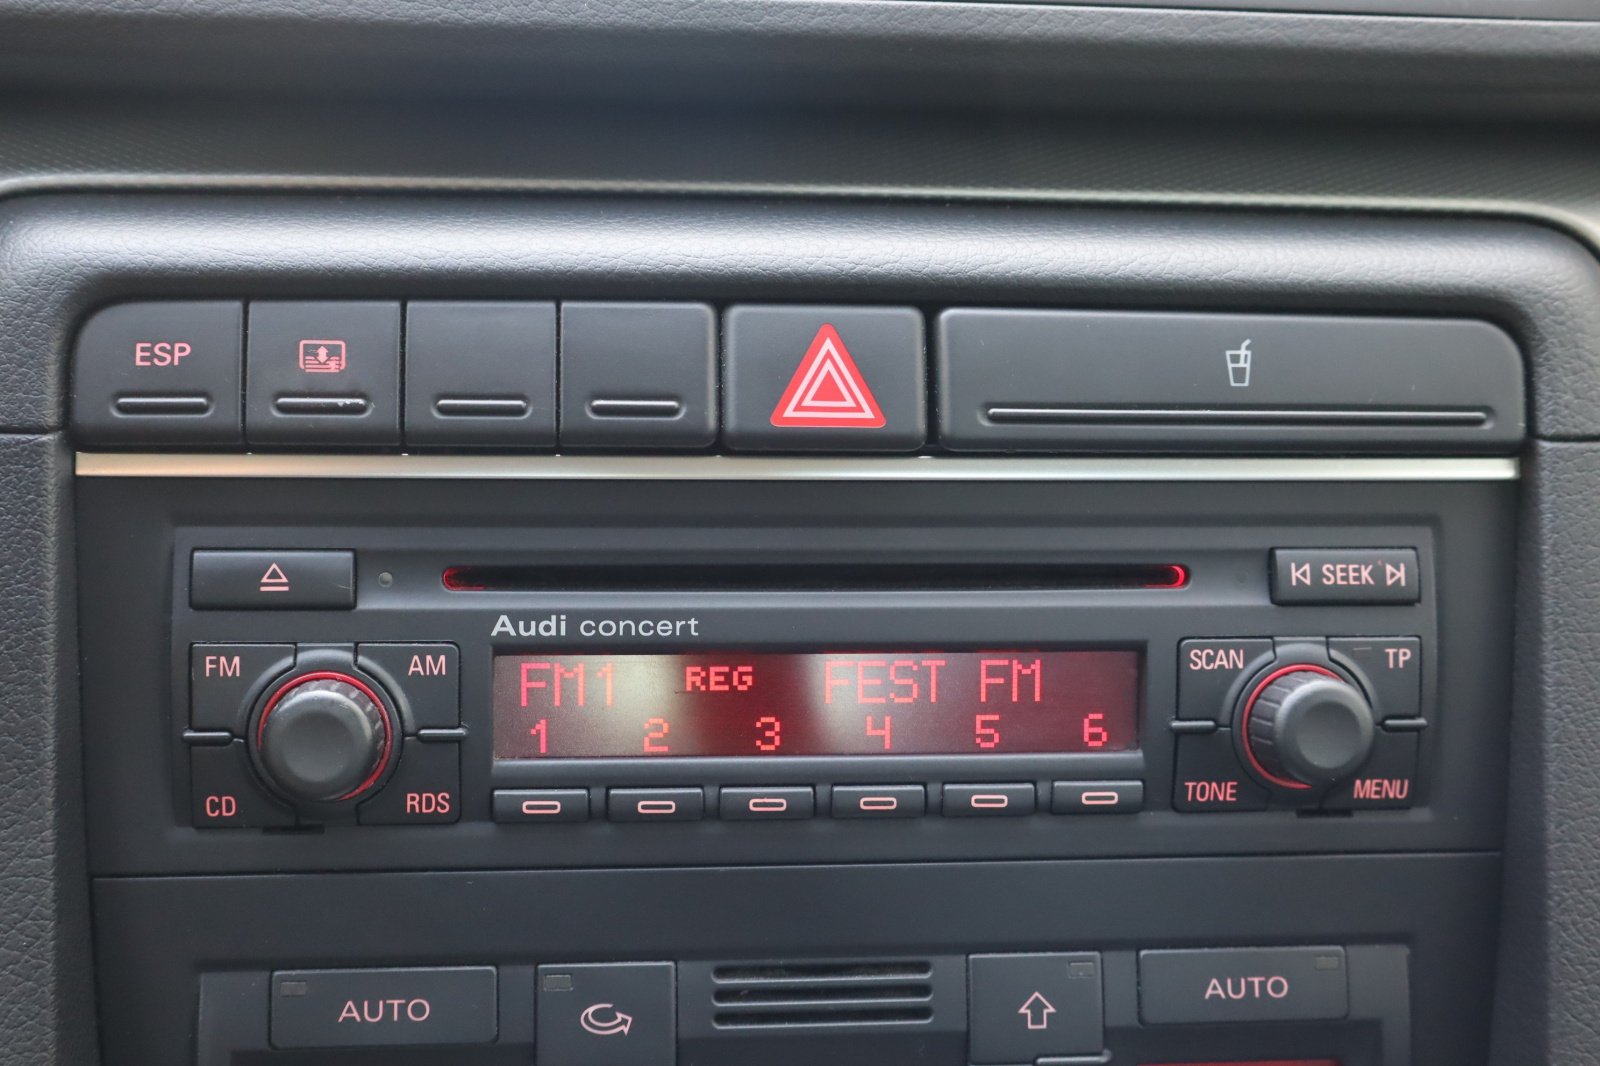 ESP
SEEK
Audi concert
FM
AM
FM1 REG FEST FM
1 2 3 4 5 6
CD
RDS
SCAN
TP
TONE
MENU
AUTO
AUTO